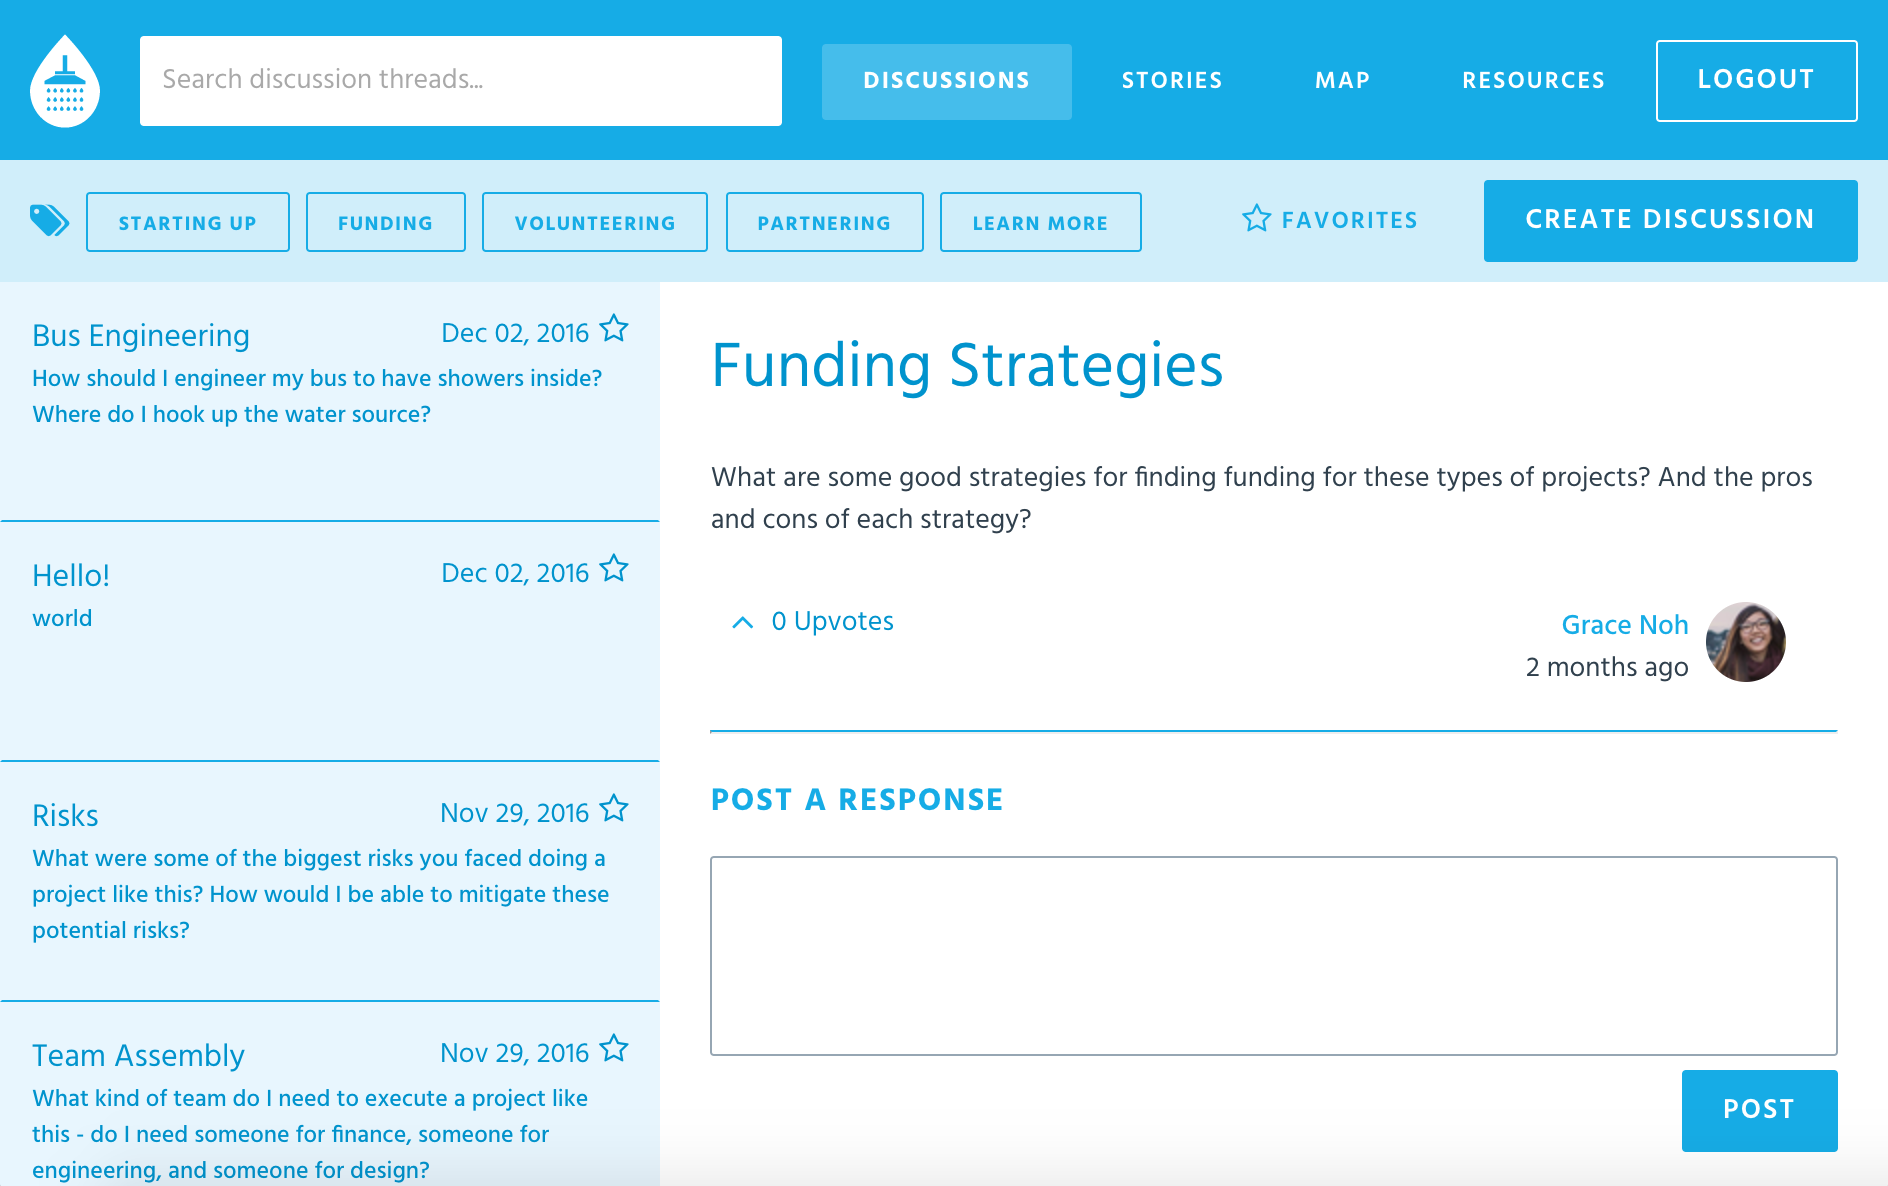 Search discussion threads...
DISCUSSIONS
STORIES
MAP
RESOURCES
LOGOUT
STARTING UP
FUNDING
VOLUNTEERING
PARTNERING
LEARN MORE
FAVORITES
CREATE DISCUSSION
Bus Engineering
Dec 02, 2016
How should I engineer my bus to have showers inside?
Where do I hook up the water source?
Hello!
Dec 02, 2016
world
Risks
Nov 29, 2016
What were some of the biggest risks you faced doing a
project like this? How would I be able to mitigate these
potential risks?
Team Assembly
Nov 29, 2016
What kind of team do I need to execute a project like
this - do I need someone for finance, someone for
engineering, and someone for design?
Funding Strategies
What are some good strategies for finding funding for these types of projects? And the pros
and cons of each strategy?
0 Upvotes
Grace Noh
2 months ago
POST A RESPONSE
POST